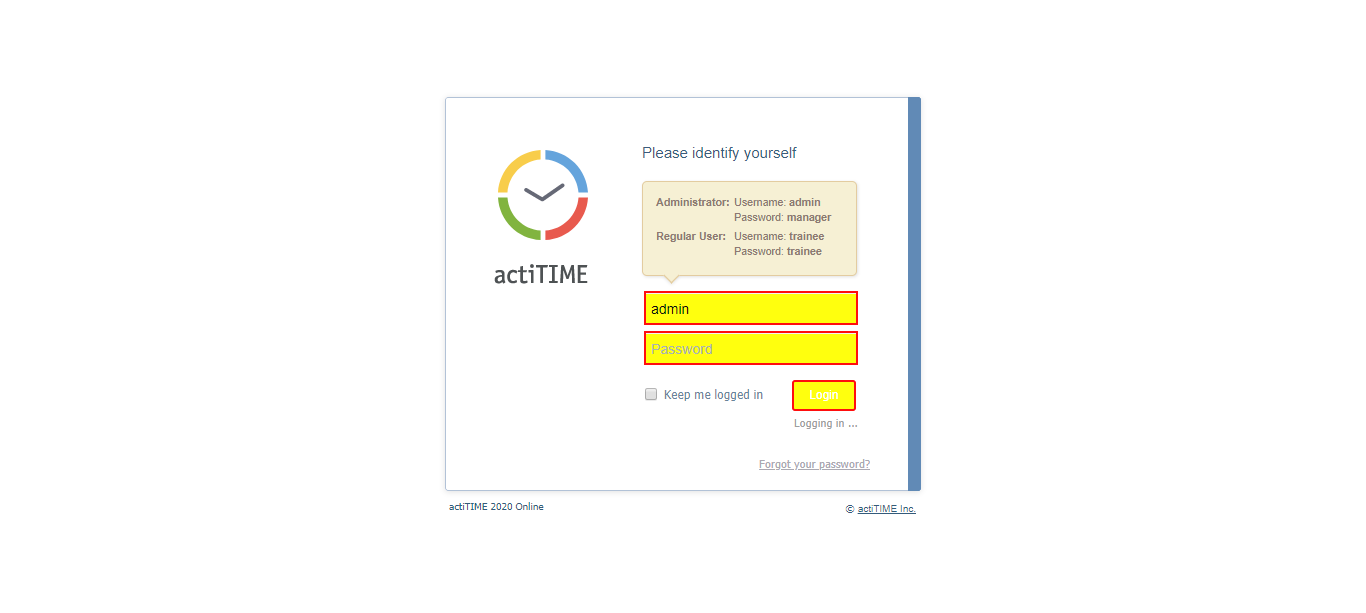 Please identify yourself
Administrator: Username: admin
Password: manager
Regular User: Username: trainee
Password: trainee
actiTIME
admin
Password
Keep me logged in Login
Logging in ...
Forgot your password?
actiTIME 2020 Online © actiTIME Inc.